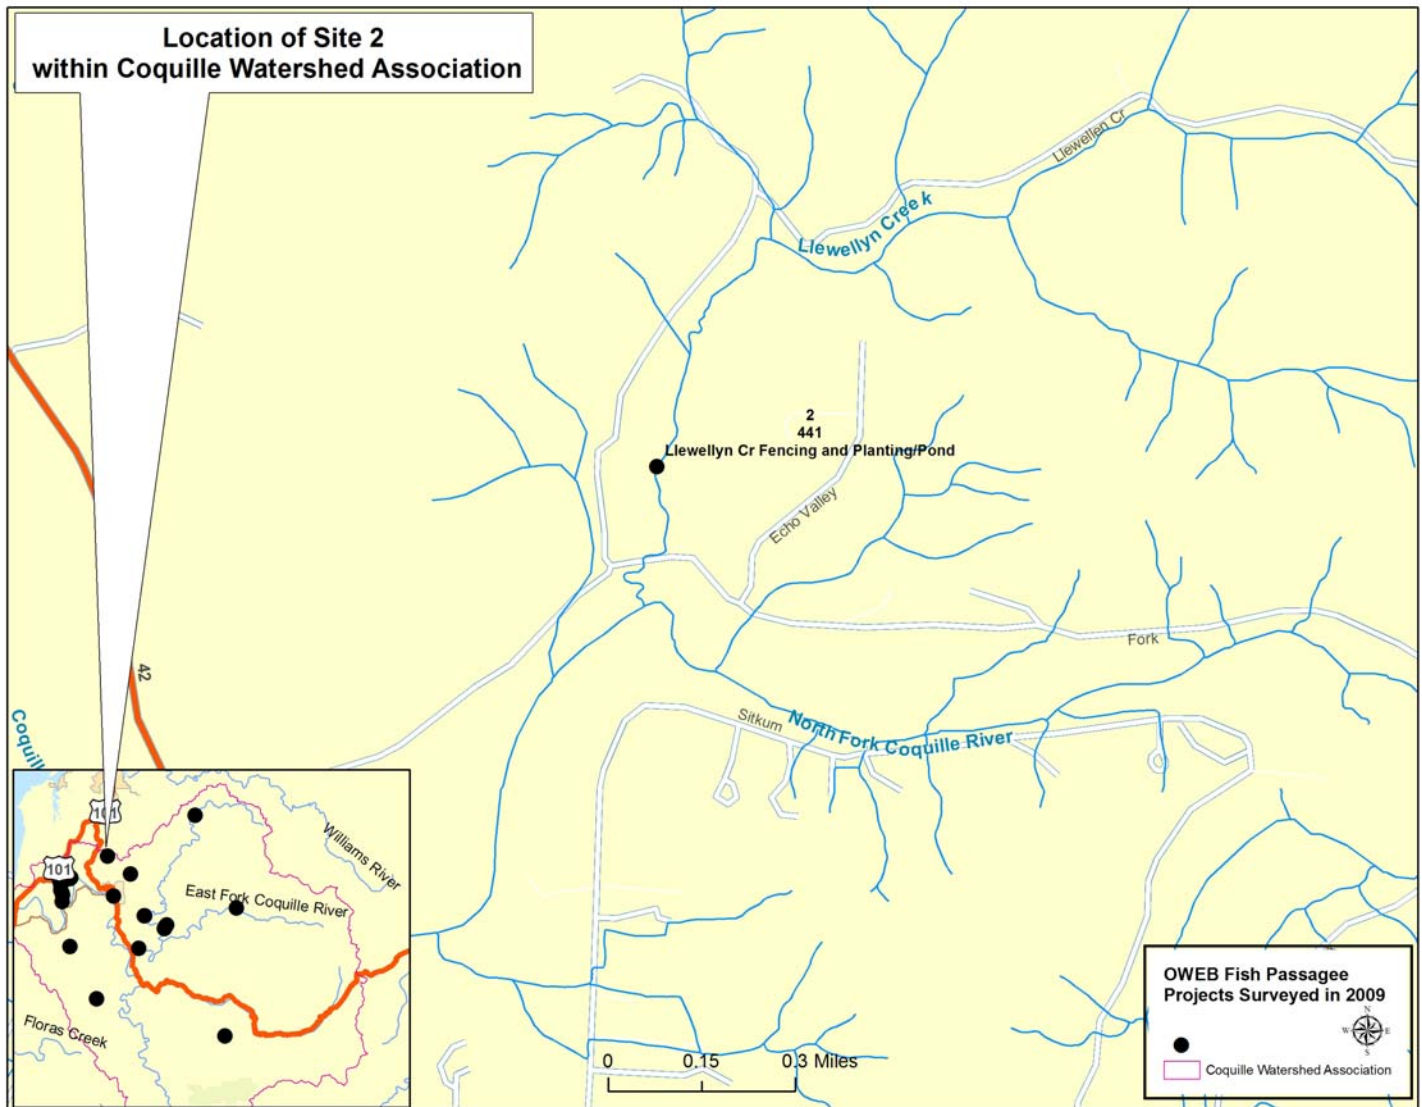 Location of Site 2
within Coquille Watershed Association
Llewellen Cr
Llewellyn Creek
2
441
Llewellyn Cr Fencing and Planting/Pond
Echo Valley
Fork
42
Sitkum
North Fork Coquille River
Coquill
101
101
Williams River
East Fork Coquille River
Floras Creek
0 0.15 0.3 Miles
OWEB Fish Passagee
Projects Surveyed in 2009
N
W E
S
Coquille Watershed Association